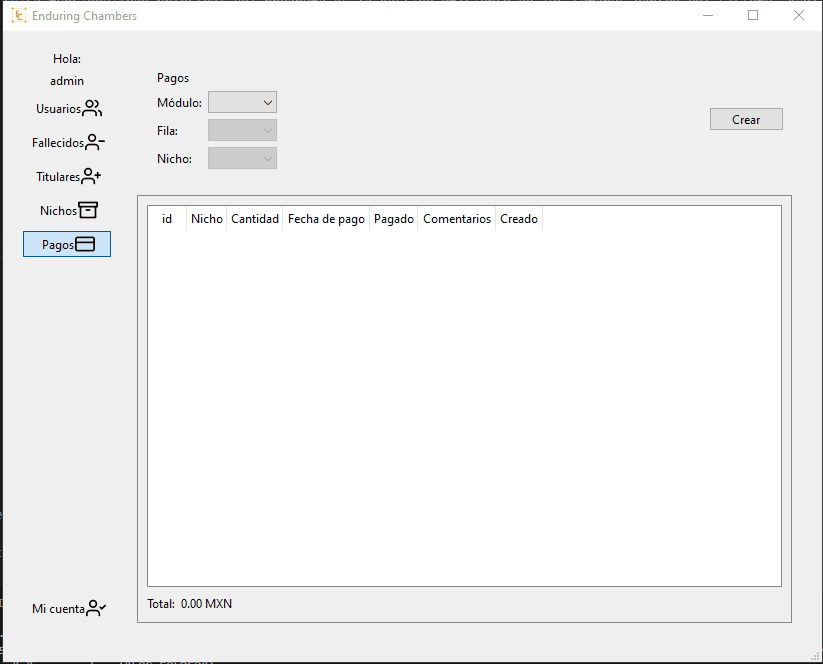 Enduring Chambers
Hola:
admin
Usuarios
Fallecidos
Titulares
Nichos
Pagos
Mi cuenta
Pagos
Módulo:
Fila:
Nicho:
Crear
id Nicho Cantidad Fecha de pago Pagado Comentarios Creado
Total: 0.00 MXN